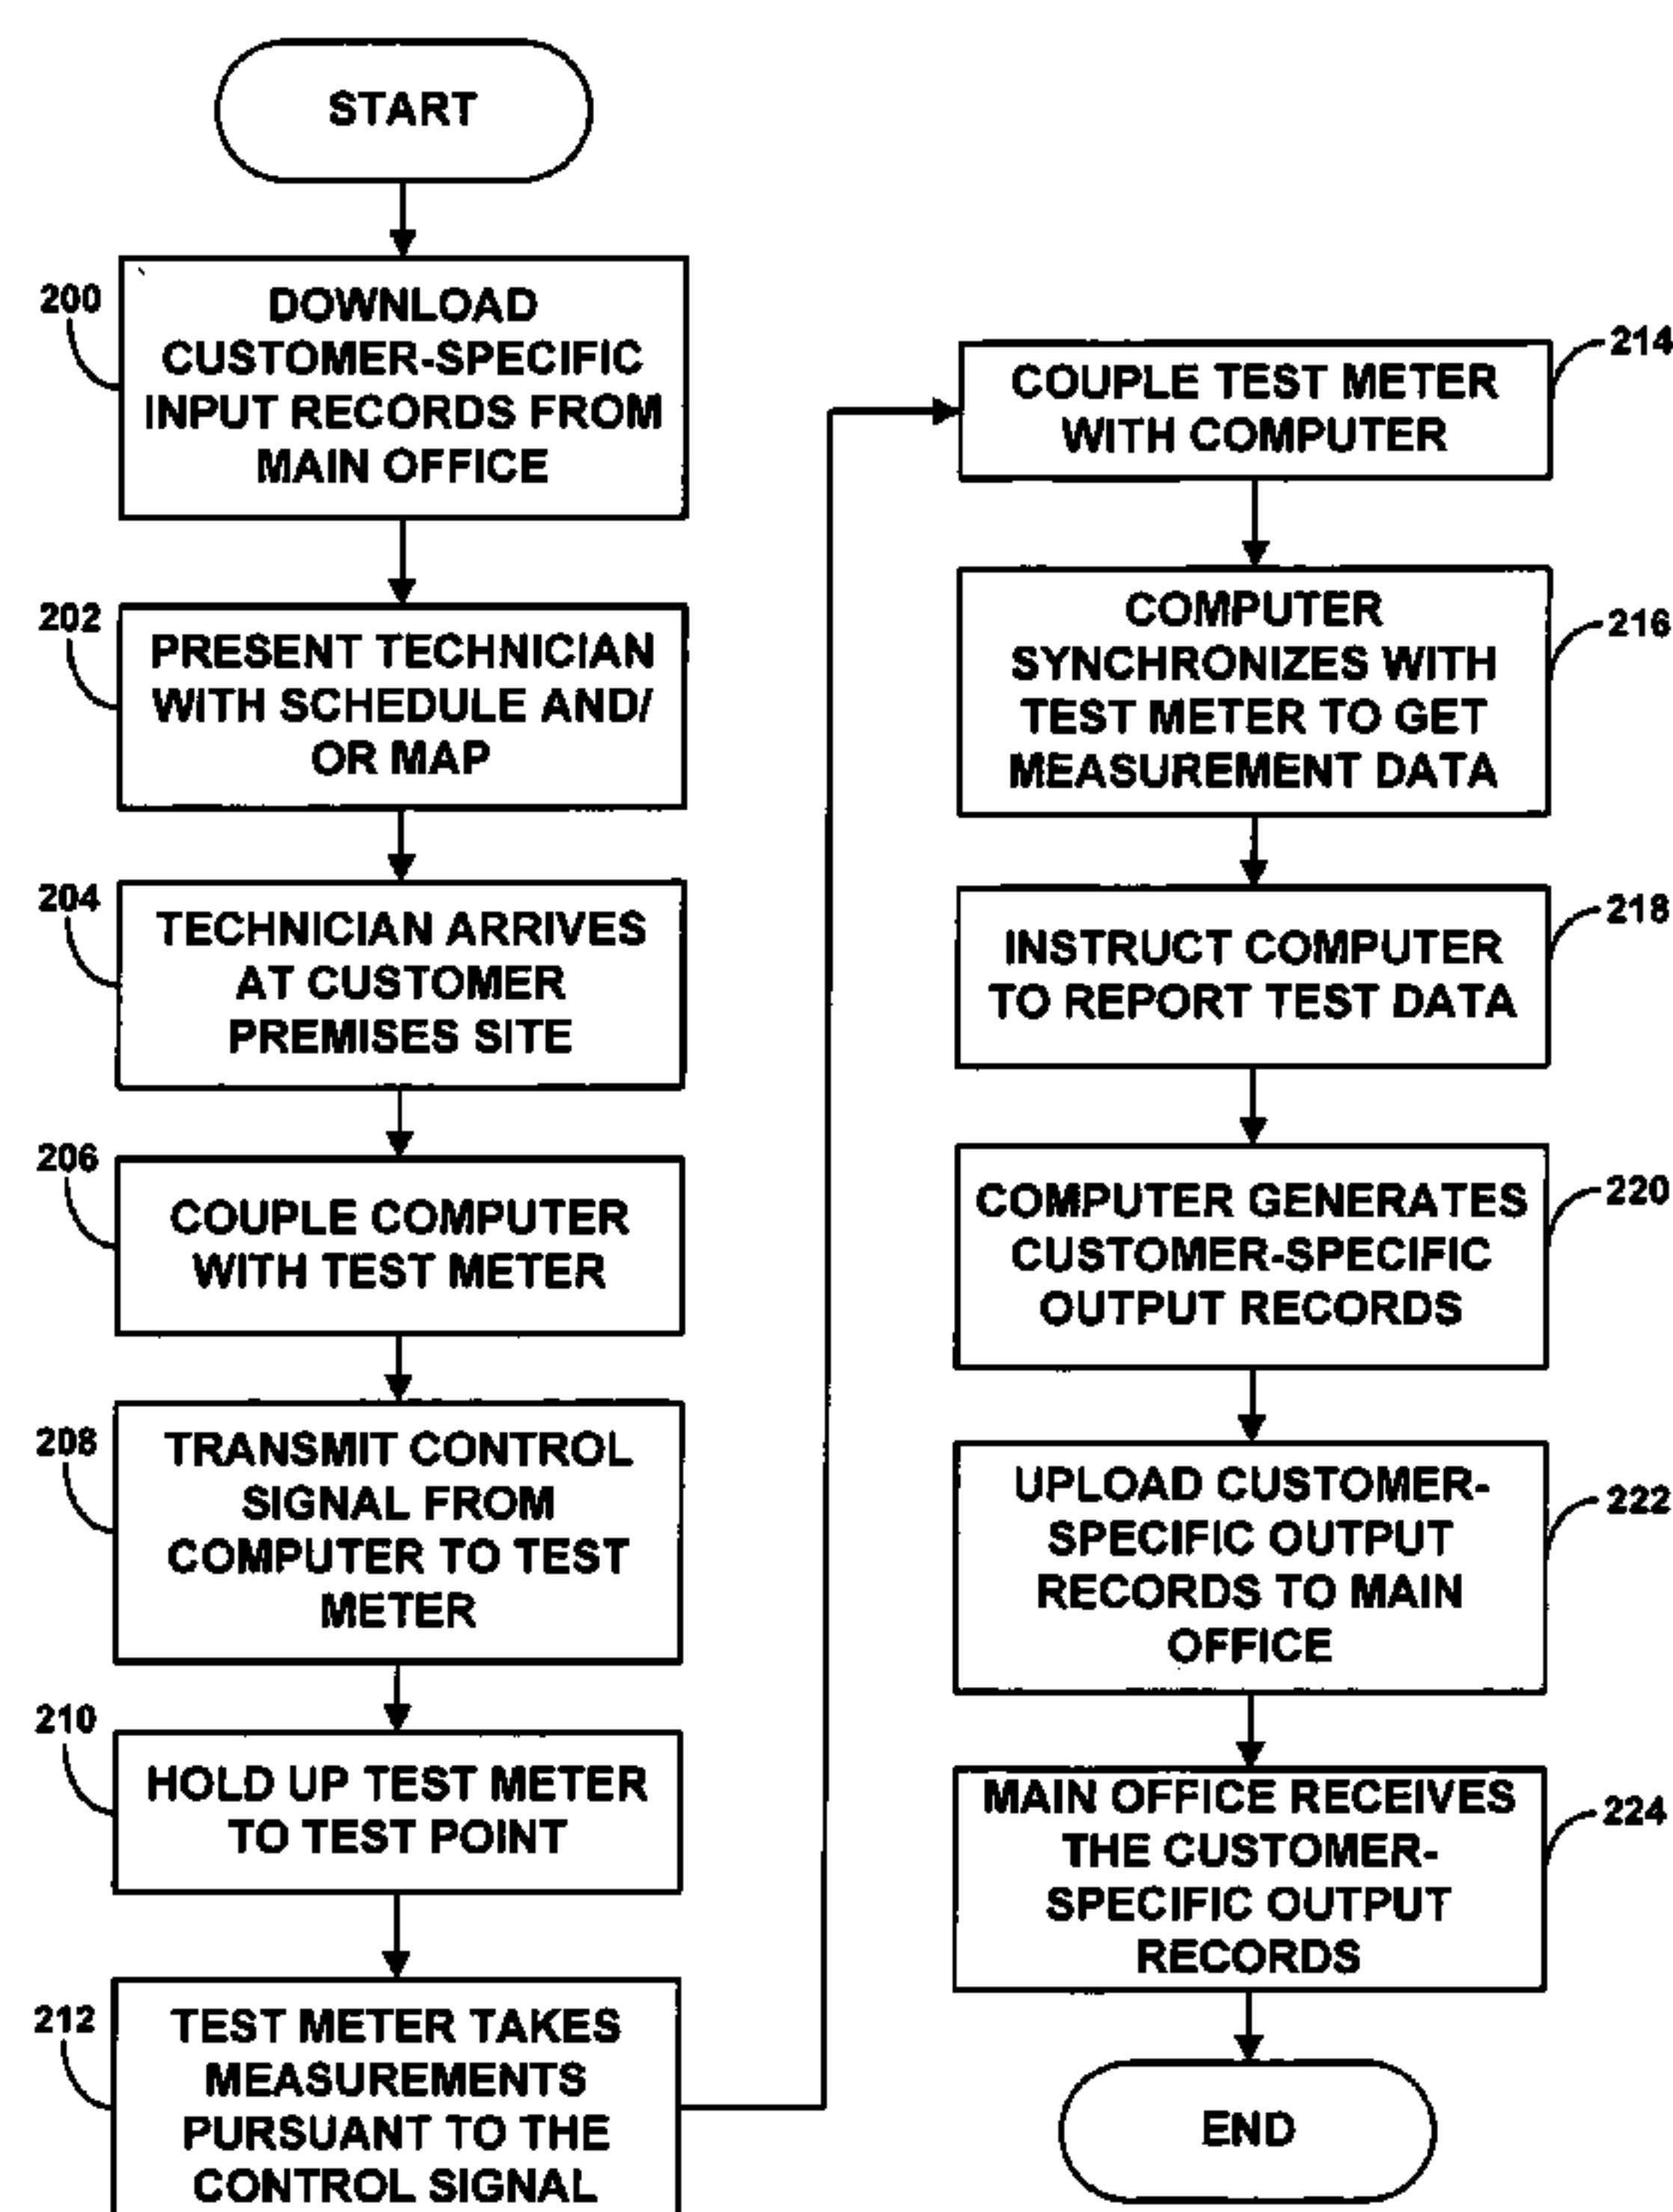 START
200
DOWNLOAD
CUSTOMER-SPECIFIC
INPUT RECORDS FROM
MAIN OFFICE
202
PRESENT TECHNICIAN
WITH SCHEDULE AND/
OR MAP
204
TECHNICIAN ARRIVES
AT CUSTOMER
PREMISES SITE
206
COUPLE COMPUTER
WITH TEST METER
208
TRANSMIT CONTROL
SIGNAL FROM
COMPUTER TO TEST
METER
210
HOLD UP TEST METER
TO TEST POINT
212
TEST METER TAKES
MEASUREMENTS
PURSUANT TO THE
CONTROL SIGNAL
214
COUPLE TEST METER
WITH COMPUTER
216
COMPUTER
SYNCHRONIZES WITH
TEST METER TO GET
MEASUREMENT DATA
218
INSTRUCT COMPUTER
TO REPORT TEST DATA
220
COMPUTER GENERATES
CUSTOMER-SPECIFIC
OUTPUT RECORDS
222
UPLOAD CUSTOMER-
SPECIFIC OUTPUT
RECORDS TO MAIN
OFFICE
224
MAIN OFFICE RECEIVES
THE CUSTOMER-
SPECIFIC OUTPUT
RECORDS
END